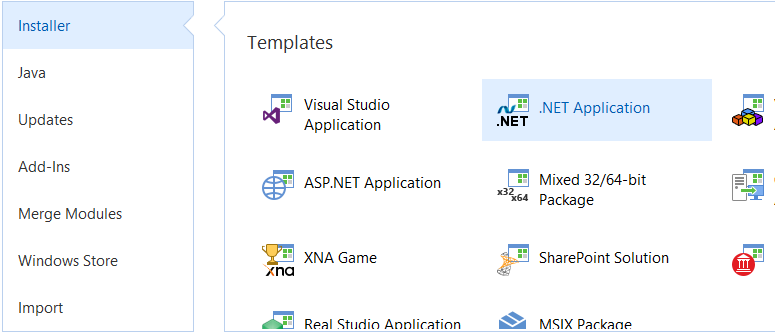 Installer
Java
Updates
Add-Ins
Merge Modules
Windows Store
Import
Templates
Visual Studio
Application
.NET
.NET Application
ASP.NET Application
x32
x64
Mixed 32/64-bit
Package
xna
XNA Game
SharePoint Solution
Real Studio Application
MSIX Package